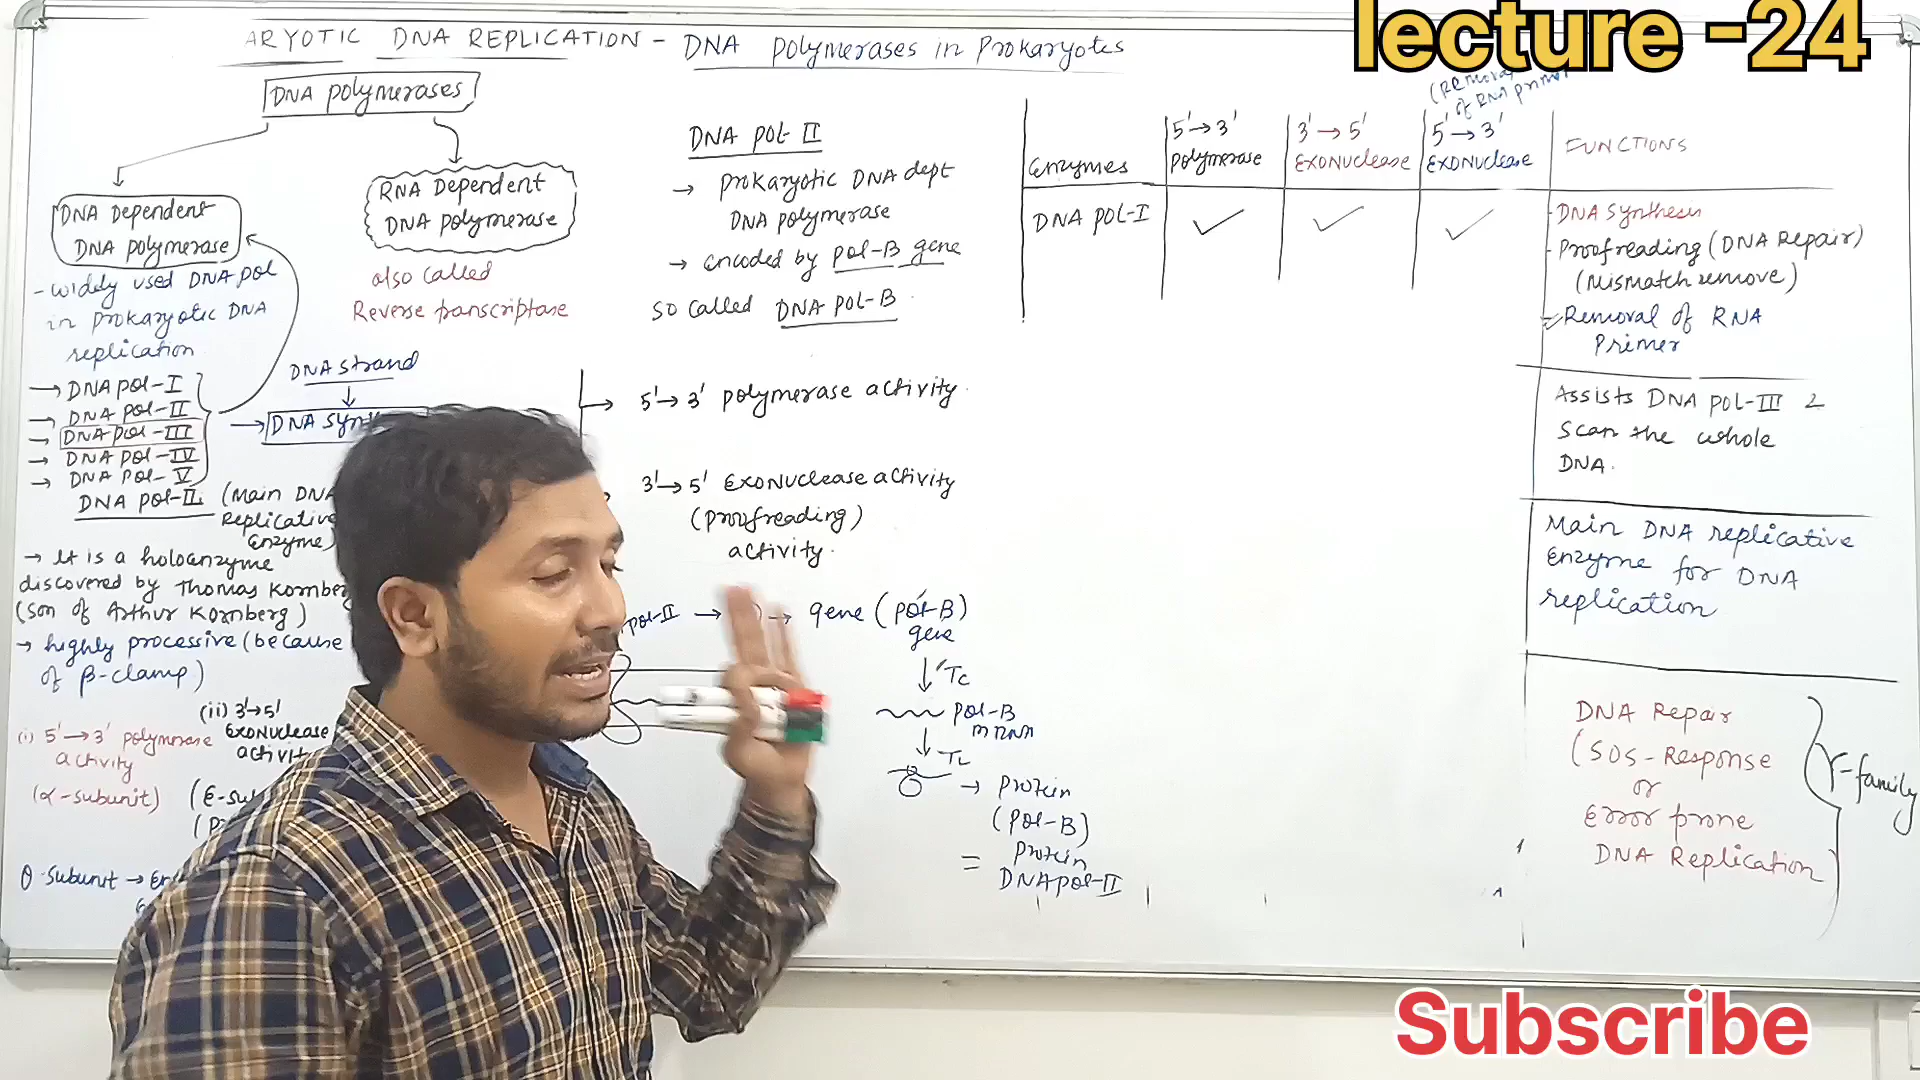 lecture -24
ARYOTIC DNA REPLICATION - DNA Polymerases in Prokaryotes
DNA Polymerases
DNA Dependent
DNA polymerase
- widely used DNA pol
in prokaryotic DNA
replication
→ DNA pol-I
→ DNA pol-II
→ DNA pol-III
→ DNA pol-IV
→ DNA pol-V
RNA Dependent
DNA polymerase
also called
Reverse transcriptase
DNA strand
DNA syn
(Main DNA
Replicative
Enzyme)
→ It is a holoenzyme
discovered by Thomas Kornberg
(Son of Arthur Kornberg)
→ highly processive (because
of β-clamp)
(i) 5'→3' polymerase
activity
(α-subunit)
(ii) 3'→5'
Exonuclease
θ-subunit →
DNA Pol II
→ prokaryotic DNA dept
DNA polymerase
→ encoded by pol-B gene
so called DNA pol-B
→ 5'→3' polymerase activity.
3'→5' Exonuclease activity
(Proofreading)
activity.
pol-II → → gene (pol-B)
gene
↓ Tc
pol-B
mRNA
↓ TL
→ Protein
(Pol-B)
Protein
= DNA pol-II
(Removal
of RNA primer
Enzymes
5'→3'
Polymerase
3'→5'
Exonuclease
5'→3'
Exonuclease
FUNCTIONS
DNA pol-I ✓ ✓ ✓
- DNA Synthesis
- Proofreading (DNA Repair)
(Mismatch remove)
- Removal of RNA
Primer
Assists DNA pol-III &
Scan the whole
DNA.
Main DNA replicative
Enzyme for DNA
replication
DNA Repair
(SOS-Response
or
Error prone
DNA Replication)
Y-family
Subscribe